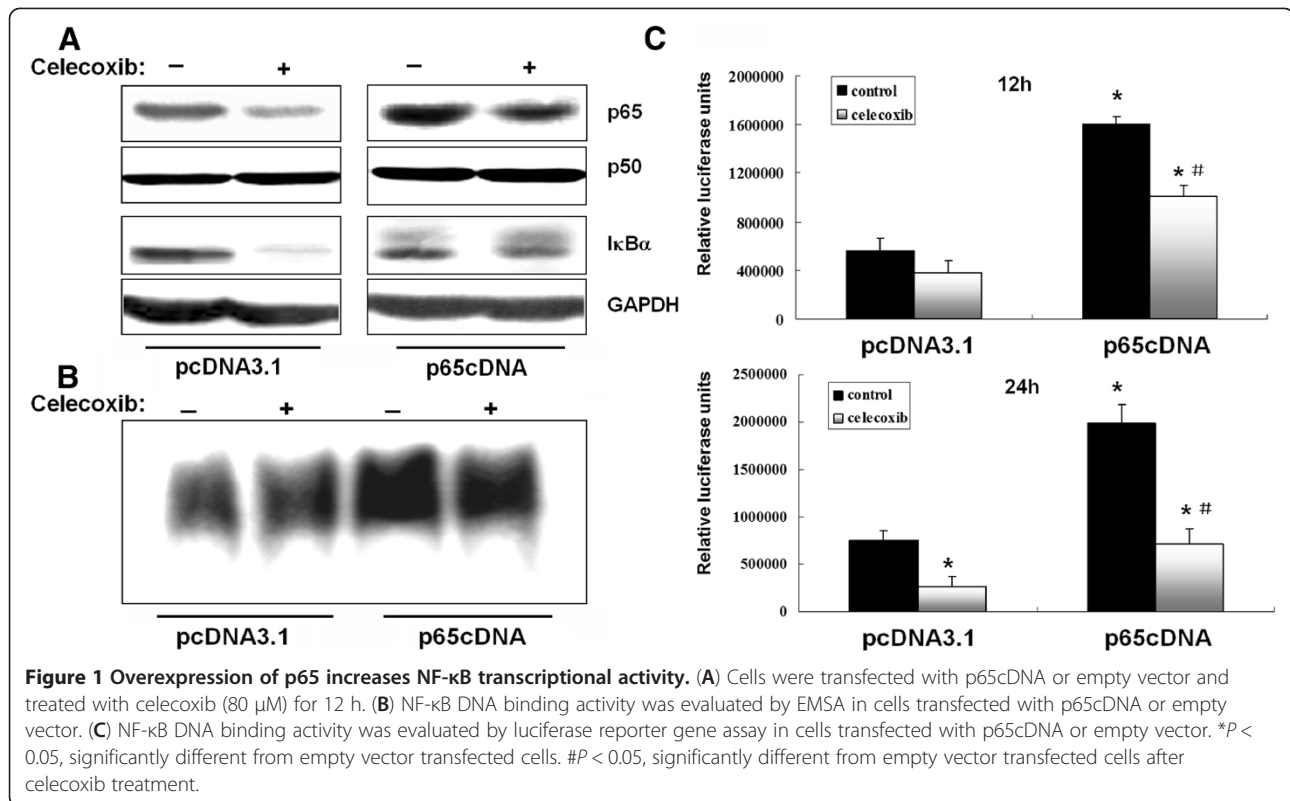 A
Celecoxib: – + – +
p65
p50
IκBα
GAPDH
pcDNA3.1 p65cDNA
B
Celecoxib: – + – +
pcDNA3.1 p65cDNA
C
Relative luciferase units
2000000
1600000
1200000
800000
400000
0
control
celecoxib
12h
*
* #
pcDNA3.1 p65cDNA
Relative luciferase units
2500000
2000000
1500000
1000000
500000
0
control
celecoxib
24h
*
*
* #
pcDNA3.1 p65cDNA
Figure 1 Overexpression of p65 increases NF-κB transcriptional activity. (A) Cells were transfected with p65cDNA or empty vector and
treated with celecoxib (80 μM) for 12 h. (B) NF-κB DNA binding activity was evaluated by EMSA in cells transfected with p65cDNA or empty
vector. (C) NF-κB DNA binding activity was evaluated by luciferase reporter gene assay in cells transfected with p65cDNA or empty vector. *P <
0.05, significantly different from empty vector transfected cells. #P < 0.05, significantly different from empty vector transfected cells after
celecoxib treatment.